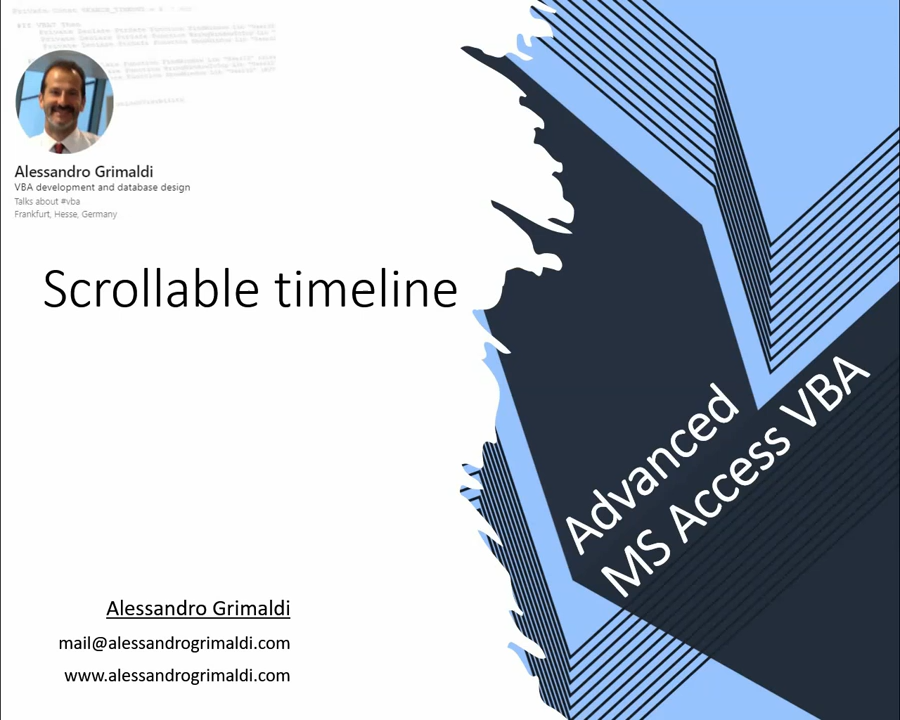 Alessandro Grimaldi
VBA development and database design
Talks about #vba
Frankfurt, Hesse, Germany
Scrollable timeline
Advanced
MS Access VBA
Alessandro Grimaldi
mail@alessandrogrimaldi.com
www.alessandrogrimaldi.com